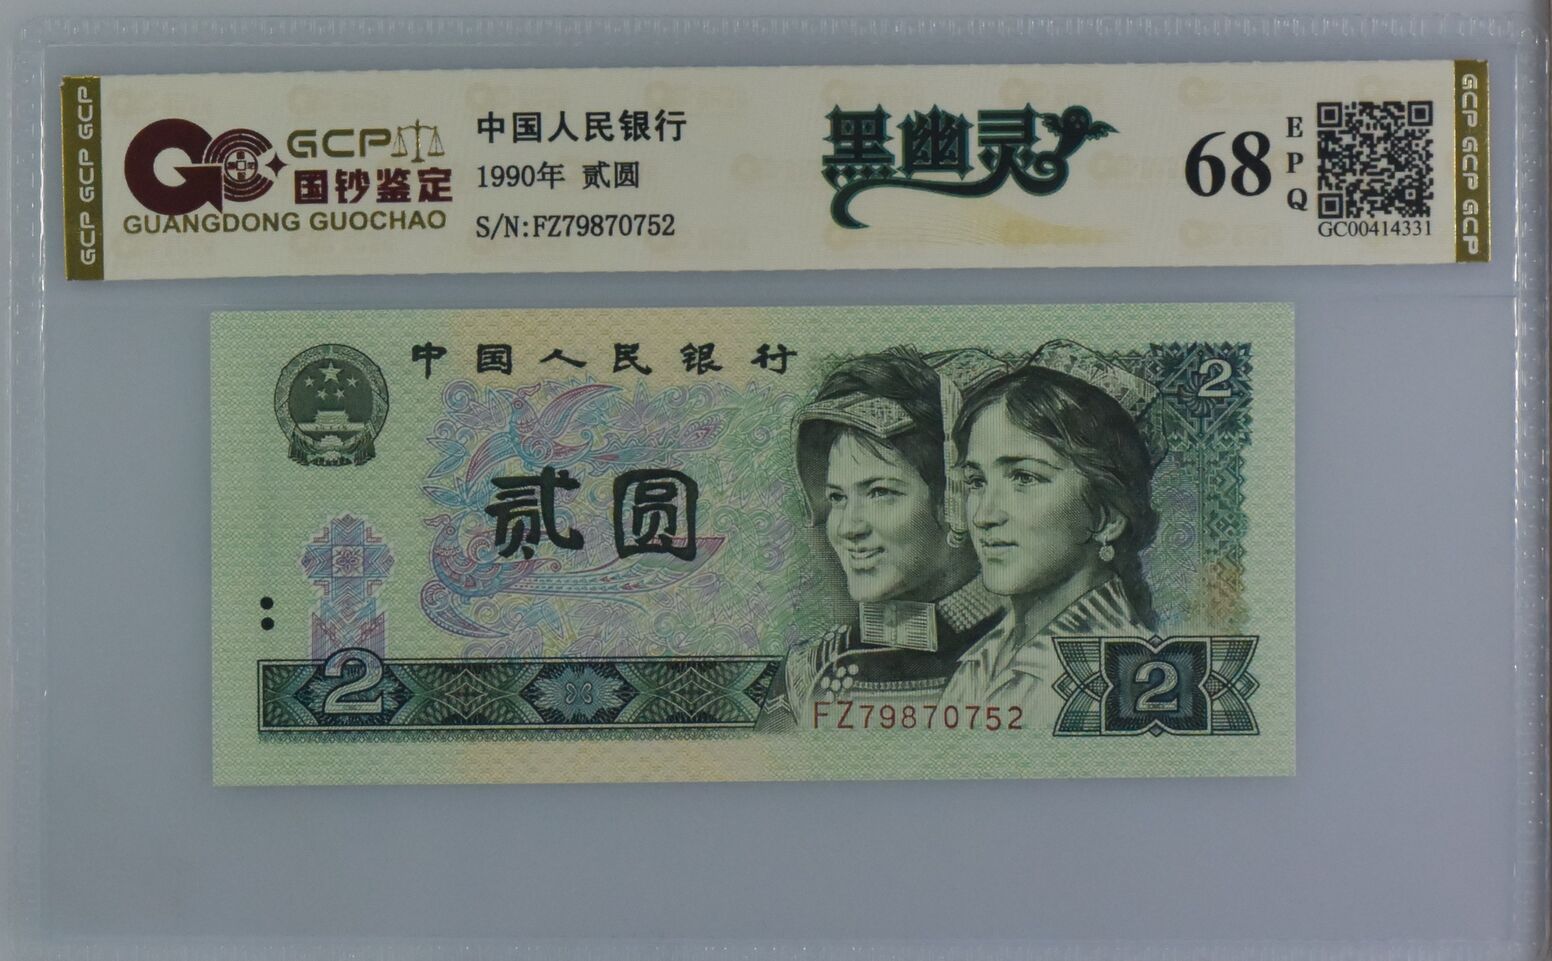 GCP GCP GCP
GCP
国钞鉴定
GUANGDONG GUOCHAO
中国人民银行
1990年 贰圆
S/N:FZ79870752
黑幽灵
68
EPQ
GC00414331
GCP GCP GCP
中国人民银行
2
贰圆
2
FZ79870752
2